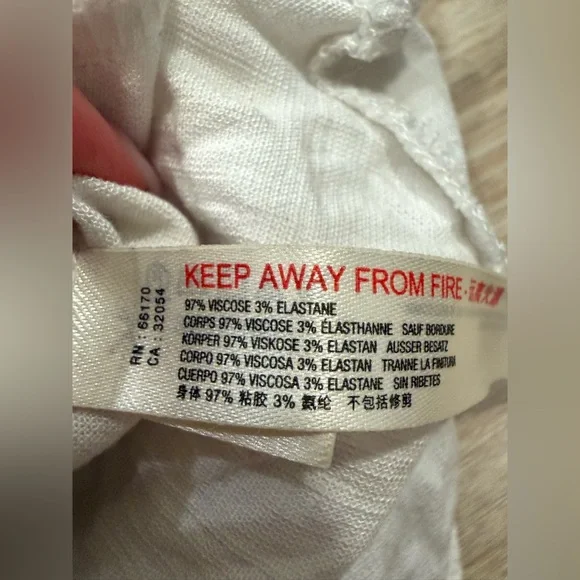 KEEP AWAY FROM FIRE -
97% VISCOSE 3% ELASTANE
CORPS 97% VISCOSE 3% ÉLASTHANNE SAUF BORDURE
KÖRPER 97% VISKOSE 3% ELASTAN AUSSER BESATZ
CORPO 97% VISCOSA 3% ELASTAN TRANNE LA FINITURA
CUERPO 97% VISCOSA 3% ELASTANE SIN RIBETES
身体 97% 粘胶 3% 氨纶 不包括修剪
RN : 66170
CA : 32054